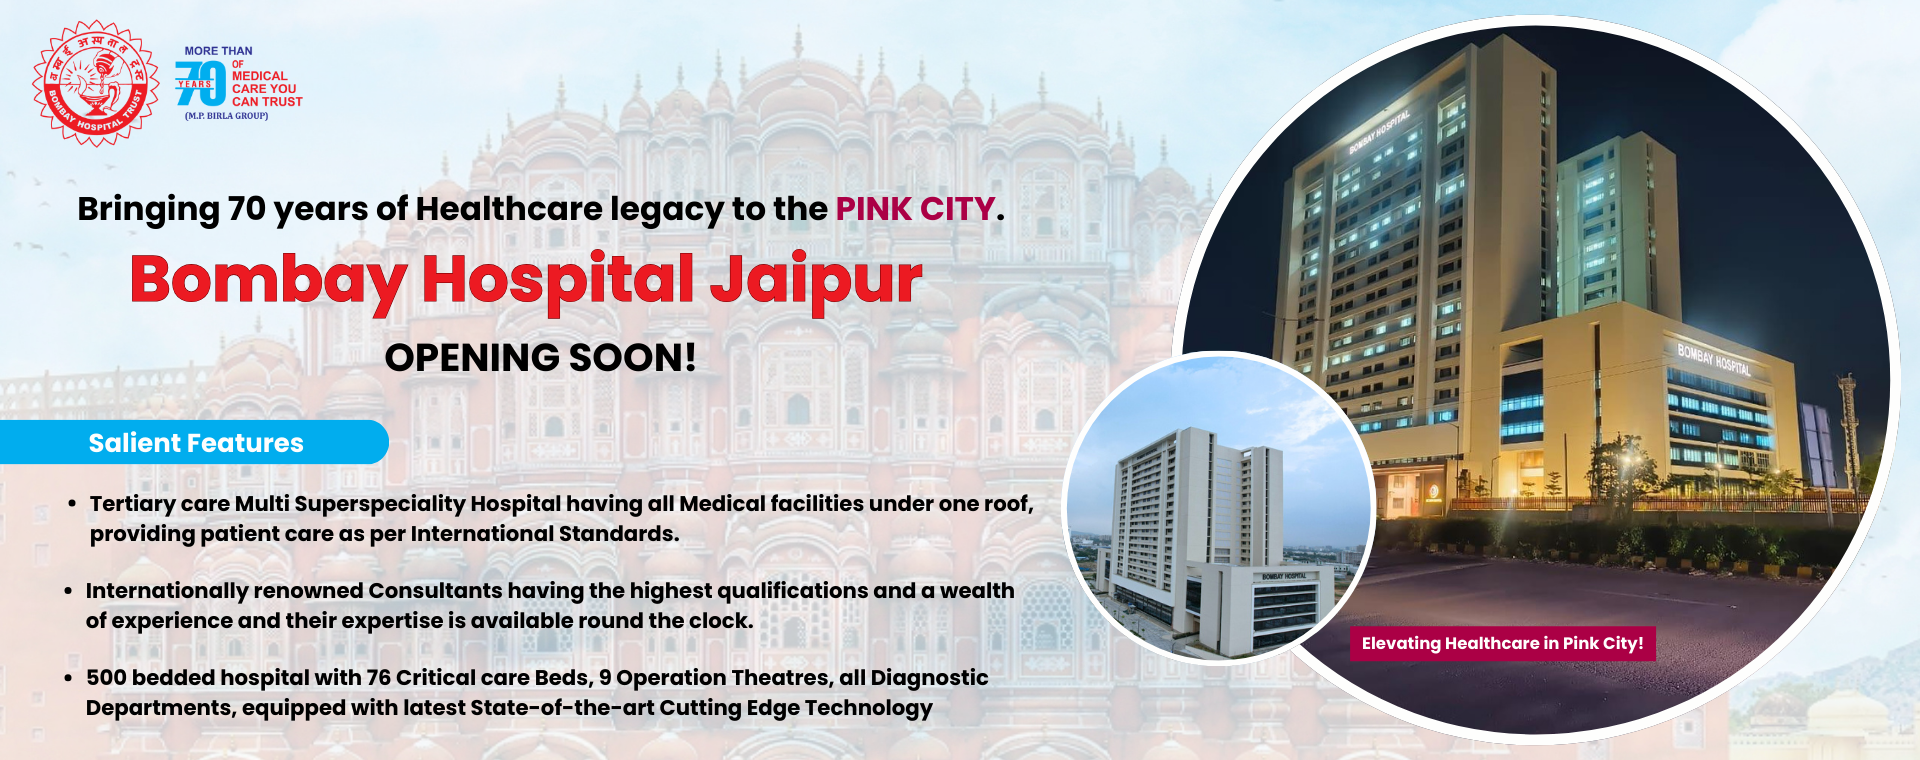 बम्बई अस्पताल ट्रस्ट
BOMBAY HOSPITAL TRUST
MORE THAN
70
YEARS
OF
MEDICAL
CARE YOU
CAN TRUST
(M.P. BIRLA GROUP)
Bringing 70 years of Healthcare legacy to the PINK CITY.
Bombay Hospital Jaipur
OPENING SOON!
Salient Features
• Tertiary care Multi Superspeciality Hospital having all Medical facilities under one roof,
providing patient care as per International Standards.
• Internationally renowned Consultants having the highest qualifications and a wealth
of experience and their expertise is available round the clock.
• 500 bedded hospital with 76 Critical care Beds, 9 Operation Theatres, all Diagnostic
Departments, equipped with latest State-of-the-art Cutting Edge Technology
BOMBAY HOSPITAL
BOMBAY HOSPITAL
BOMBAY HOSPITAL
Elevating Healthcare in Pink City!